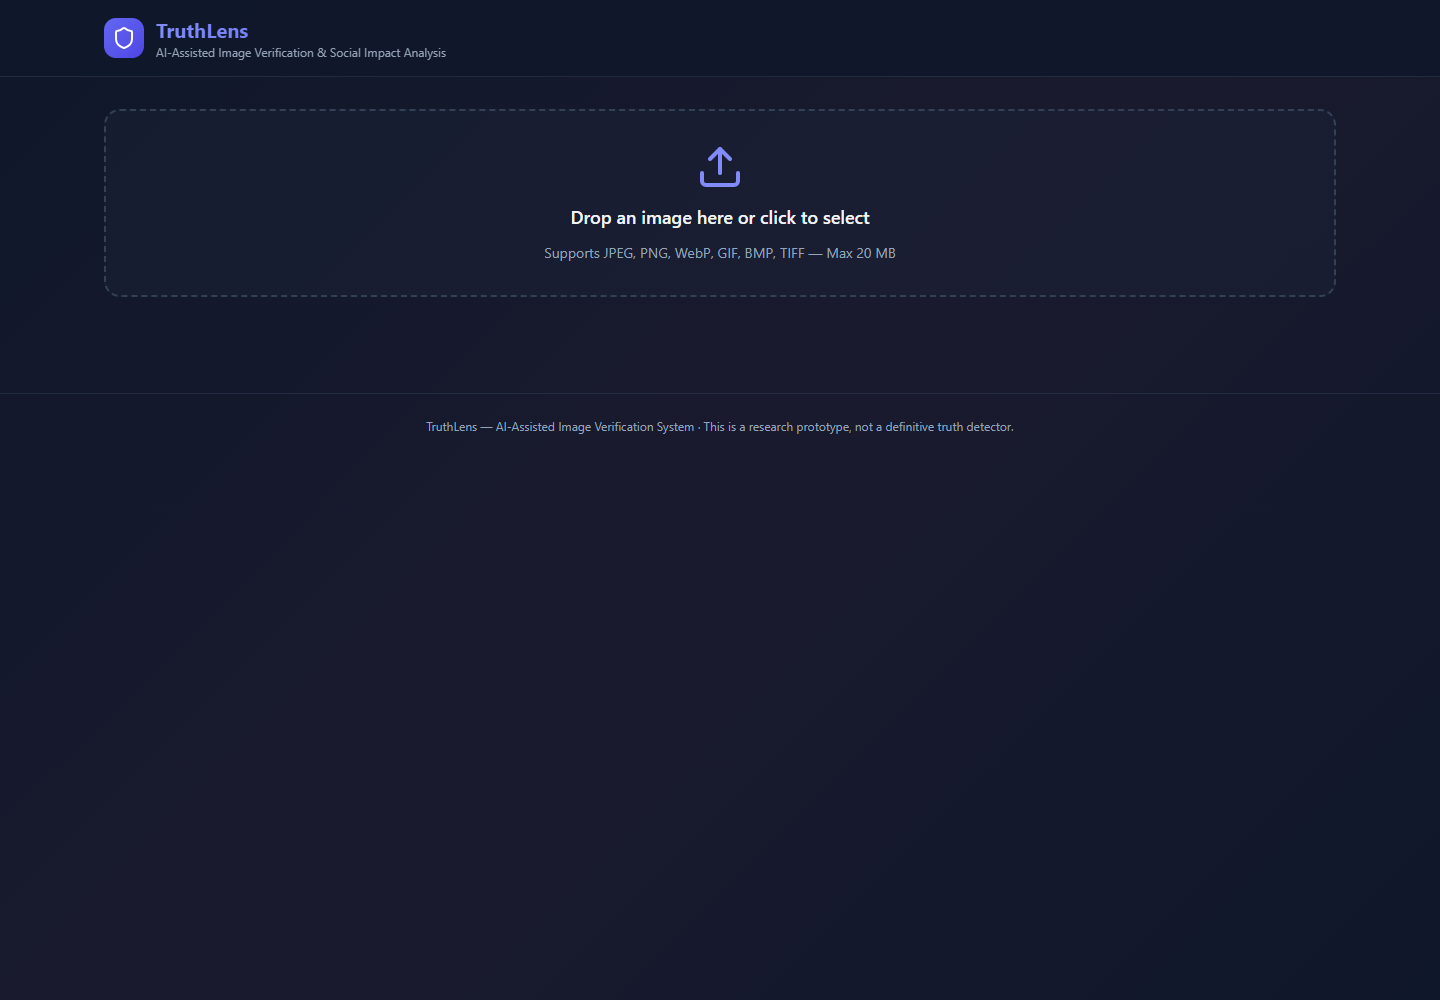 TruthLens
AI-Assisted Image Verification & Social Impact Analysis
Drop an image here or click to select
Supports JPEG, PNG, WebP, GIF, BMP, TIFF — Max 20 MB
TruthLens — AI-Assisted Image Verification System · This is a research prototype, not a definitive truth detector.